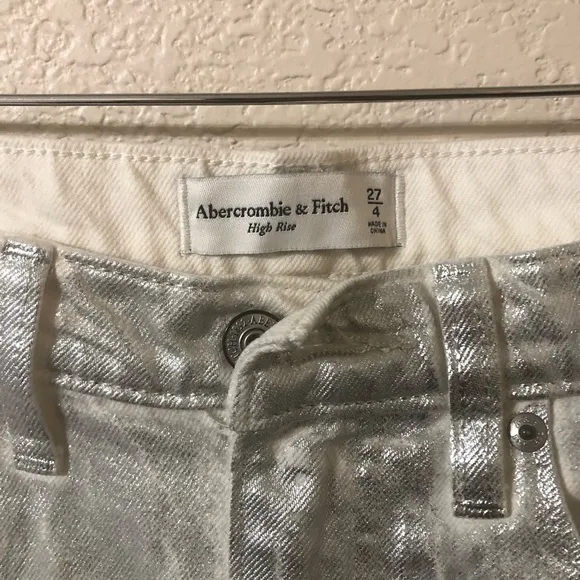 Abercrombie & Fitch
High Rise
27
4
MADE IN
CHINA